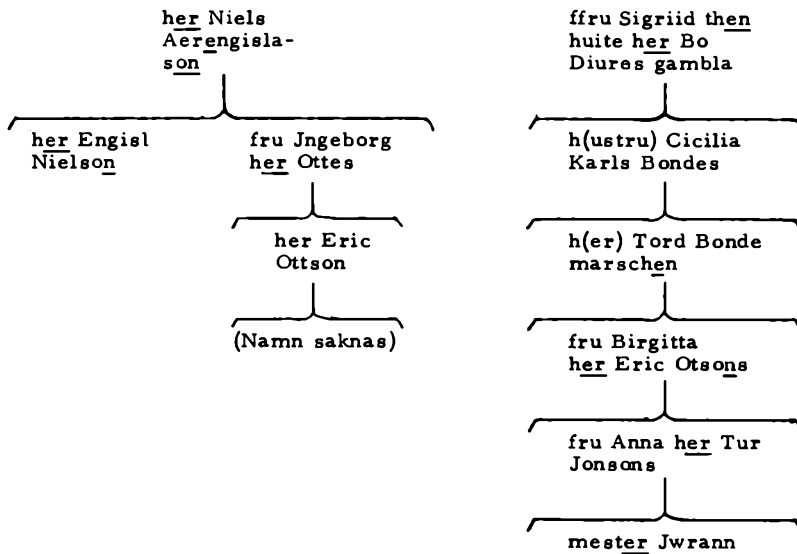 her Niels
Aerengisla-
son
her Engisl
Nielson
fru Jngeborg
her Ottes
her Eric
Ottson
(Namn saknas)
ffru Sigriid then
huite her Bo
Diures gambla
h(ustru) Cicilia
Karls Bondes
h(er) Tord Bonde
marschen
fru Birgitta
her Eric Otsons
fru Anna her Tur
Jonsons
mester Jwrann